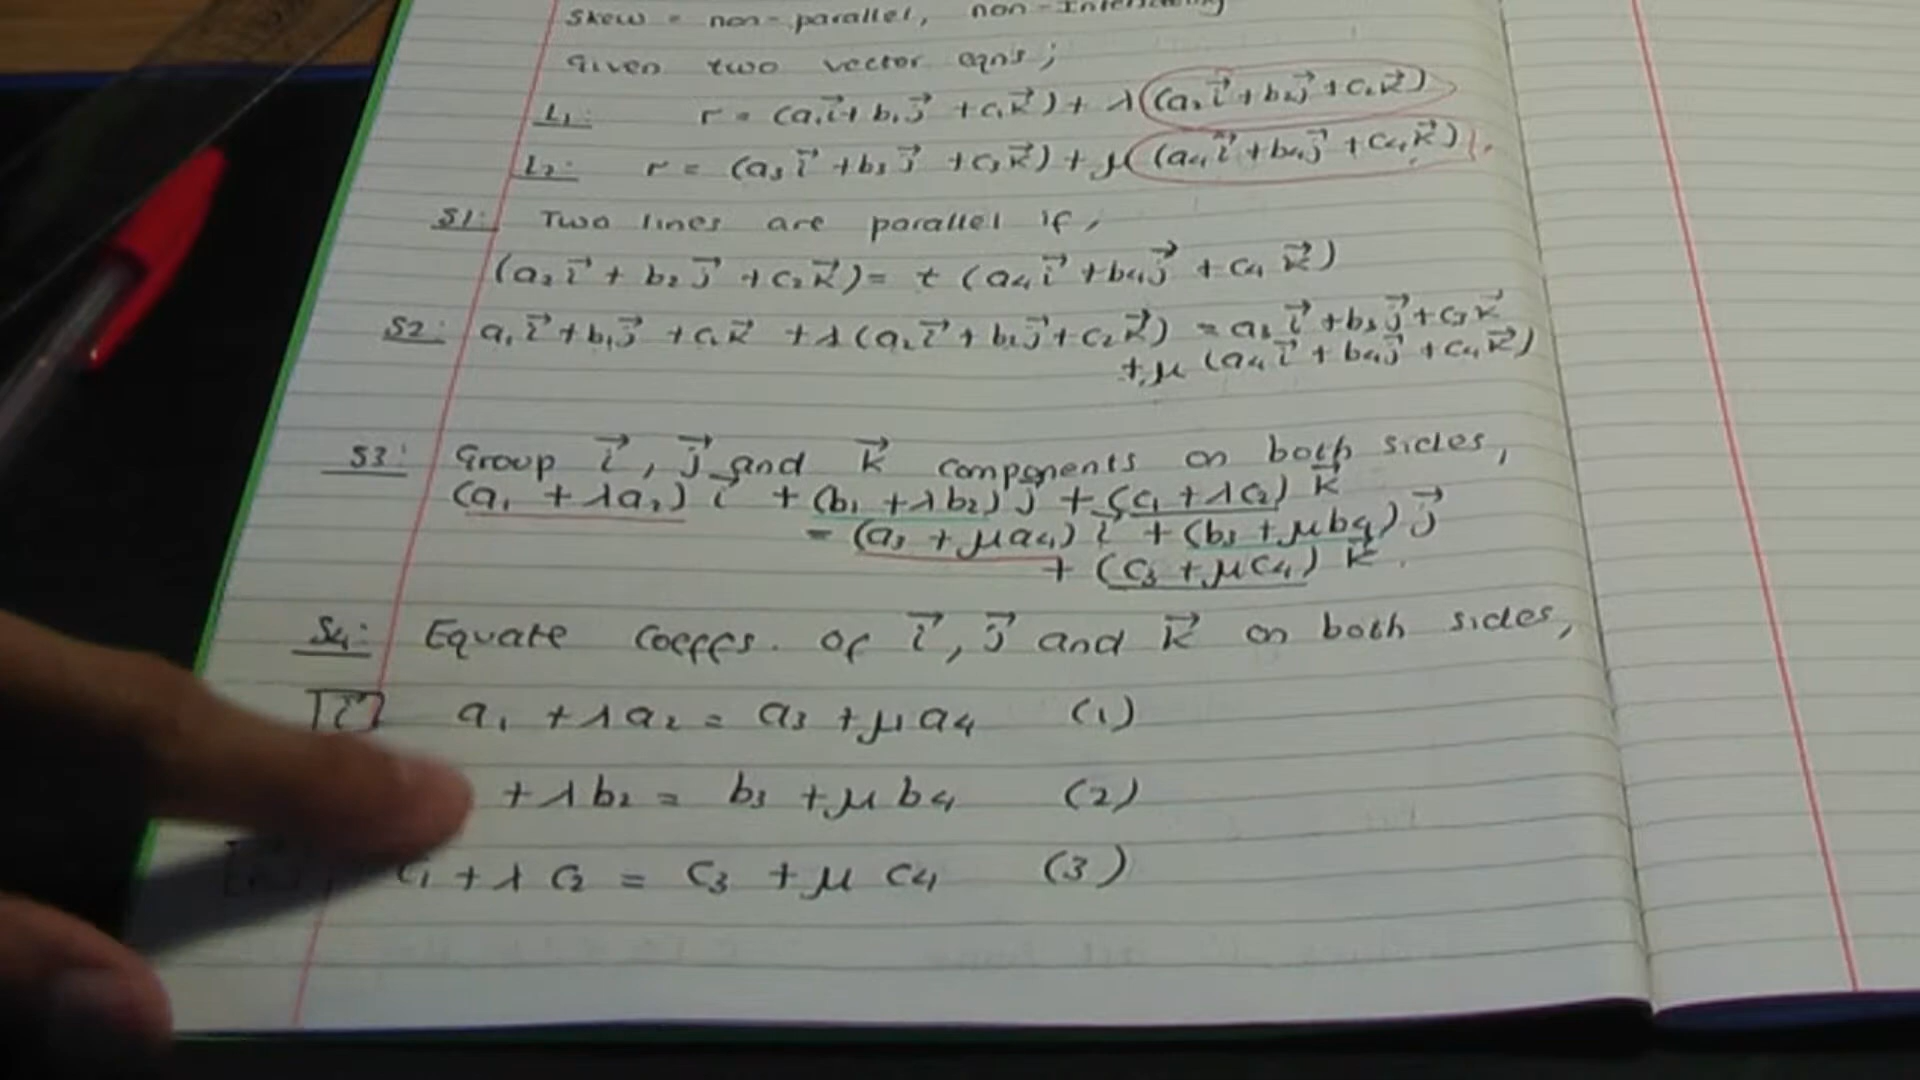 Skew = non-parallel, non-Intersecting
Given two vector eqns;
L₁: r = (a₁i⃗ + b₁j⃗ + c₁k⃗) + λ(a₂i⃗ + b₂j⃗ + c₂k⃗)
L₂: r = (a₃i⃗ + b₃j⃗ + c₃k⃗) + μ(a₄i⃗ + b₄j⃗ + c₄k⃗)
S1: Two lines are parallel if,
(a₂i⃗ + b₂j⃗ + c₂k⃗) = t(a₄i⃗ + b₄j⃗ + c₄k⃗)
S2: a₁i⃗ + b₁j⃗ + c₁k⃗ + λ(a₂i⃗ + b₂j⃗ + c₂k⃗) = a₃i⃗ + b₃j⃗ + c₃k⃗
+ μ(a₄i⃗ + b₄j⃗ + c₄k⃗)
S3: Group i⃗, j⃗ and k⃗ components on both sides,
(a₁ + λa₂)i⃗ + (b₁ + λb₂)j⃗ + (c₁ + λc₂)k⃗
= (a₃ + μa₄)i⃗ + (b₃ + μb₄)j⃗
+ (c₃ + μc₄)k⃗.
S4: Equate coeffs. of i⃗, j⃗ and k⃗ on both sides,
[i⃗] a₁ + λa₂ = a₃ + μa₄ (1)
+ λb₂ = b₃ + μb₄ (2)
c₁ + λc₂ = c₃ + μc₄ (3)